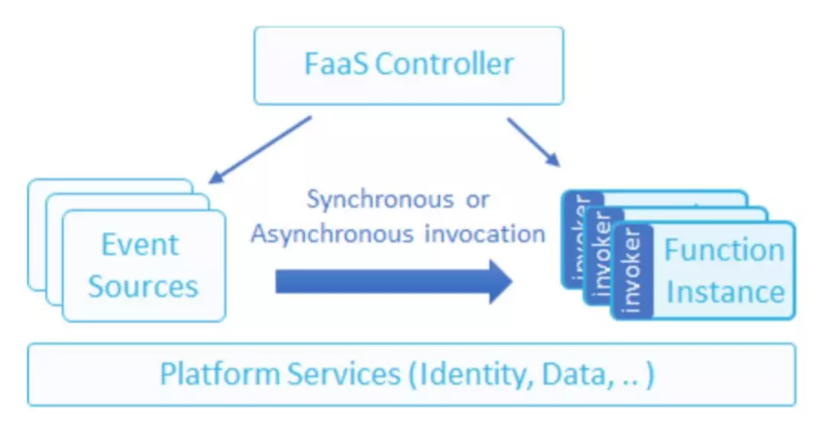 FaaS Controller
Synchronous or
Asynchronous invocation
Event
Sources
invoker
invoker
invoker
Function
Instance
Platform Services (Identity, Data, .. )